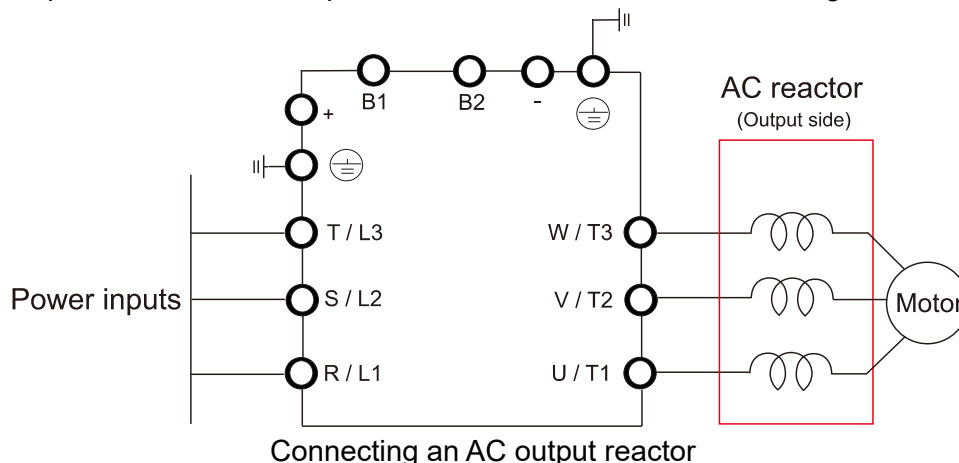 B1
B2
-
+
AC reactor
(Output side)
T / L3
W / T3
Power inputs
S / L2
V / T2
Motor
R / L1
U / T1
Connecting an AC output reactor